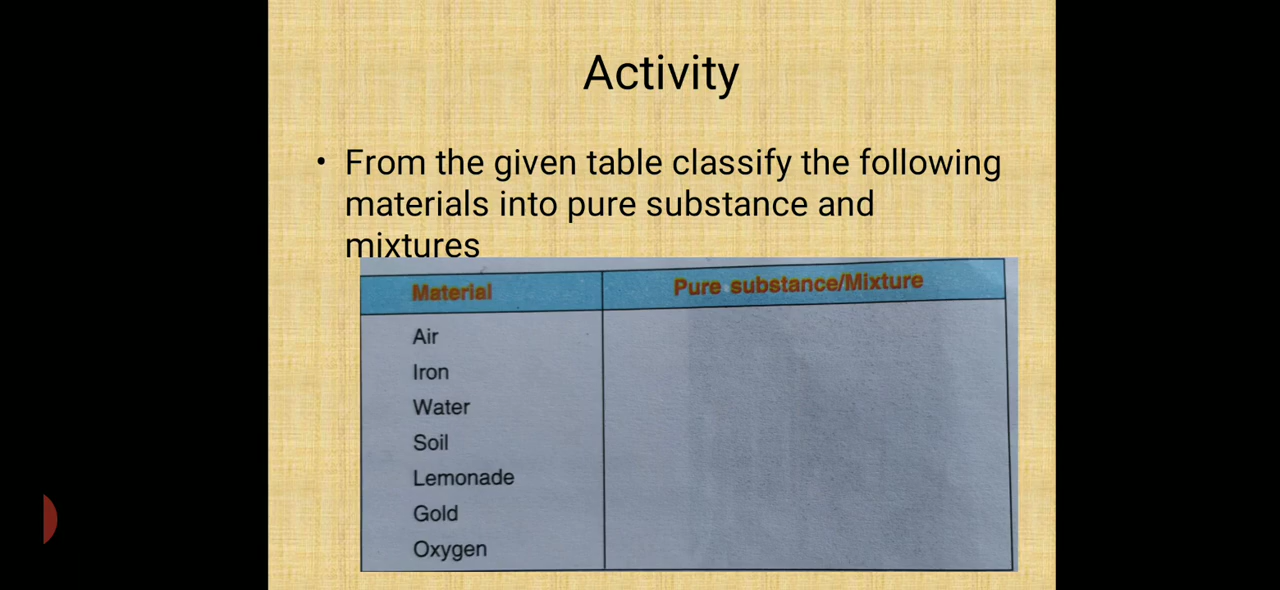 Activity
• From the given table classify the following
materials into pure substance and
mixtures
Material Pure substance/Mixture
Air
Iron
Water
Soil
Lemonade
Gold
Oxygen